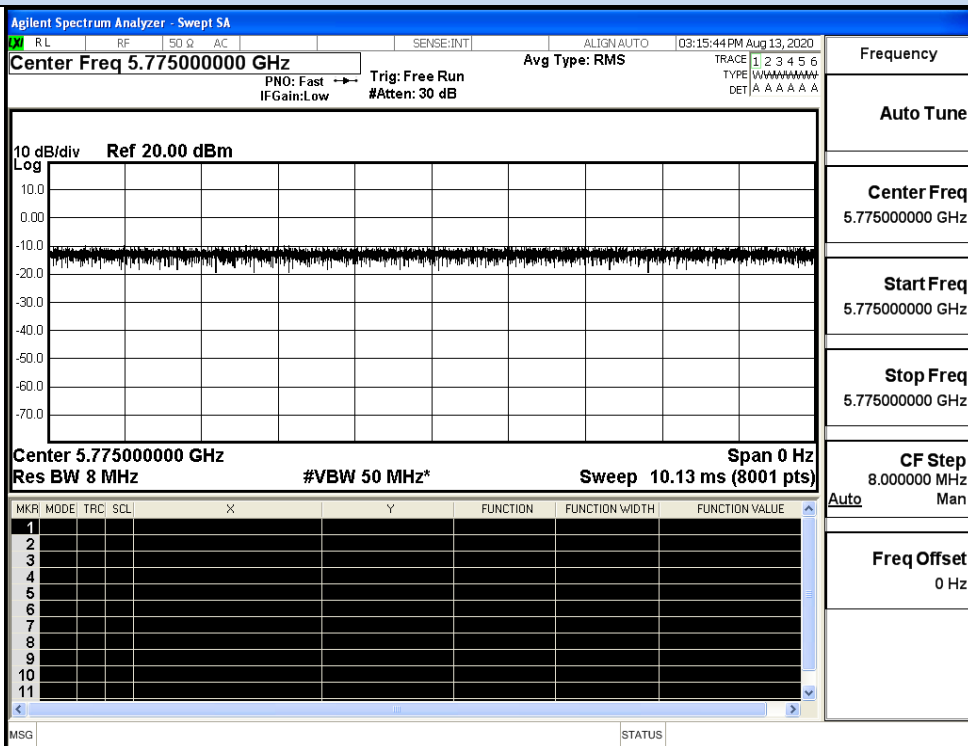 Agilent Spectrum Analyzer - Swept SA
LXI RL RF 50 Ω AC SENSE:INT ALIGN AUTO 03:15:44 PM Aug 13, 2020
Center Freq 5.775000000 GHz
PNO: Fast
IFGain:Low
Trig: Free Run
#Atten: 30 dB
Avg Type: RMS
TRACE 1 2 3 4 5 6
TYPE WWWWWW
DET A A A A A A
10 dB/div Ref 20.00 dBm
Log
10.0
0.00
-10.0
-20.0
-30.0
-40.0
-50.0
-60.0
-70.0
Center 5.775000000 GHz Span 0 Hz
Res BW 8 MHz #VBW 50 MHz* Sweep 10.13 ms (8001 pts)
MKR MODE TRC SCL X Y FUNCTION FUNCTION WIDTH FUNCTION VALUE
1
2
3
4
5
6
7
8
9
10
11
MSG STATUS
Frequency
Auto Tune
Center Freq
5.775000000 GHz
Start Freq
5.775000000 GHz
Stop Freq
5.775000000 GHz
CF Step
8.000000 MHz
Auto Man
Freq Offset
0 Hz